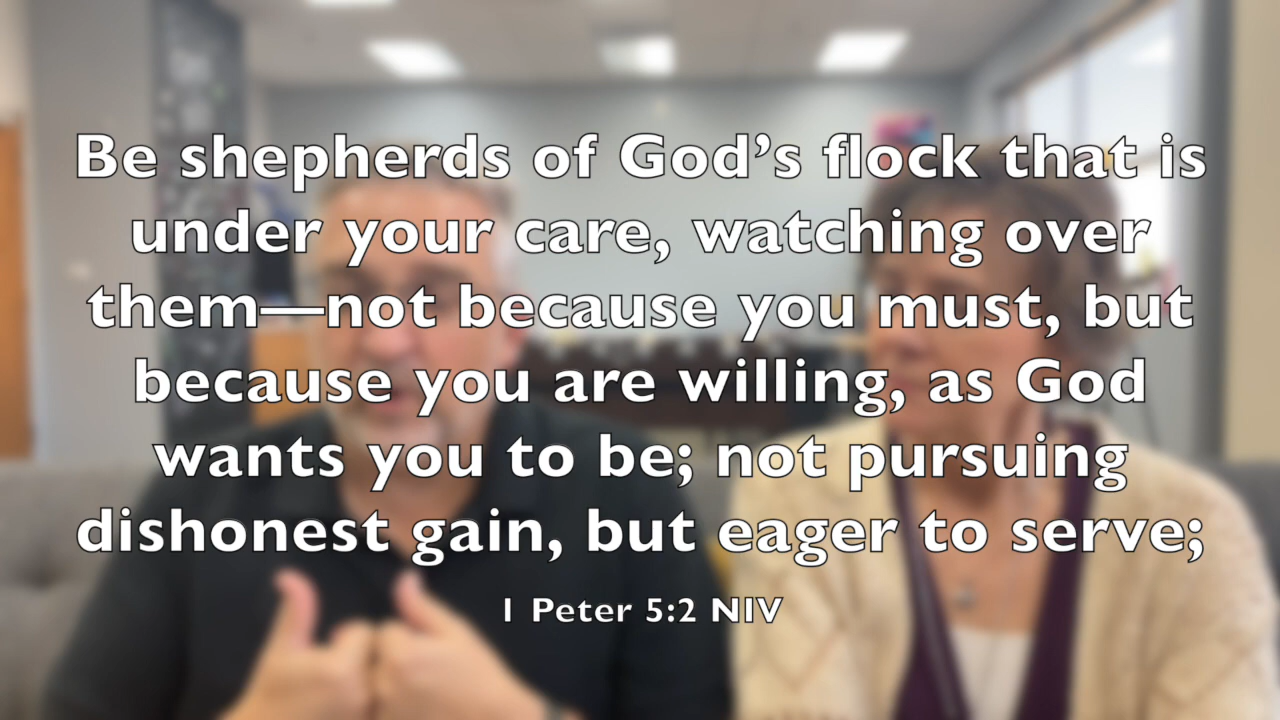 Be shepherds of God’s flock that is
under your care, watching over
them—not because you must, but
because you are willing, as God
wants you to be; not pursuing
dishonest gain, but eager to serve;
1 Peter 5:2 NIV